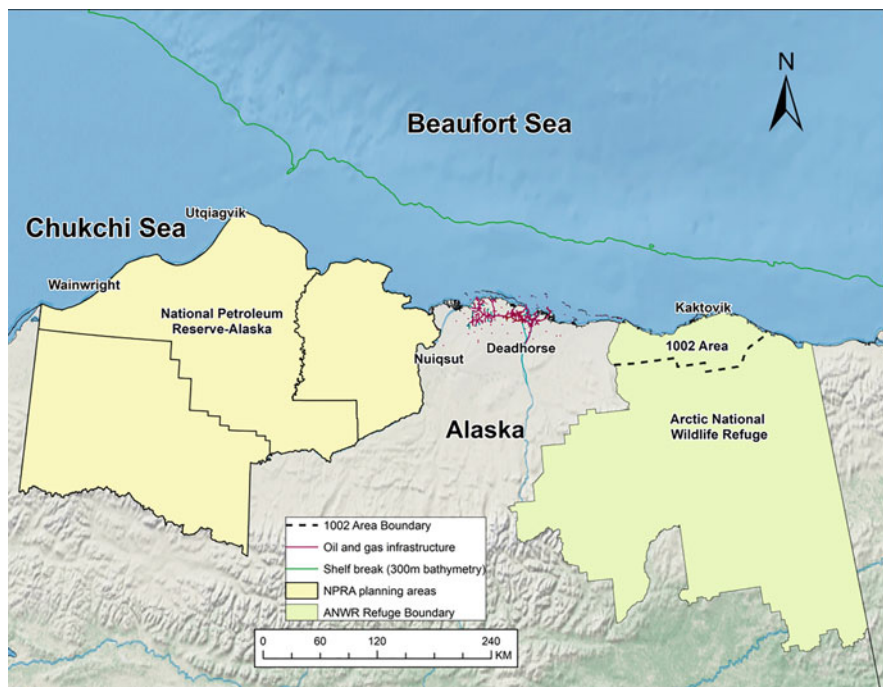 N
Beaufort Sea
Utqiagvik
Chukchi Sea
Wainwright
Kaktovik
National Petroleum
Reserve-Alaska
1002 Area
Nuiqsut
Deadhorse
Arctic National
Wildlife Refuge
Alaska
1002 Area Boundary
Oil and gas infrastructure
Shelf break (300m bathymetry)
NPRA planning areas
ANWR Refuge Boundary
0 60 120 240
KM